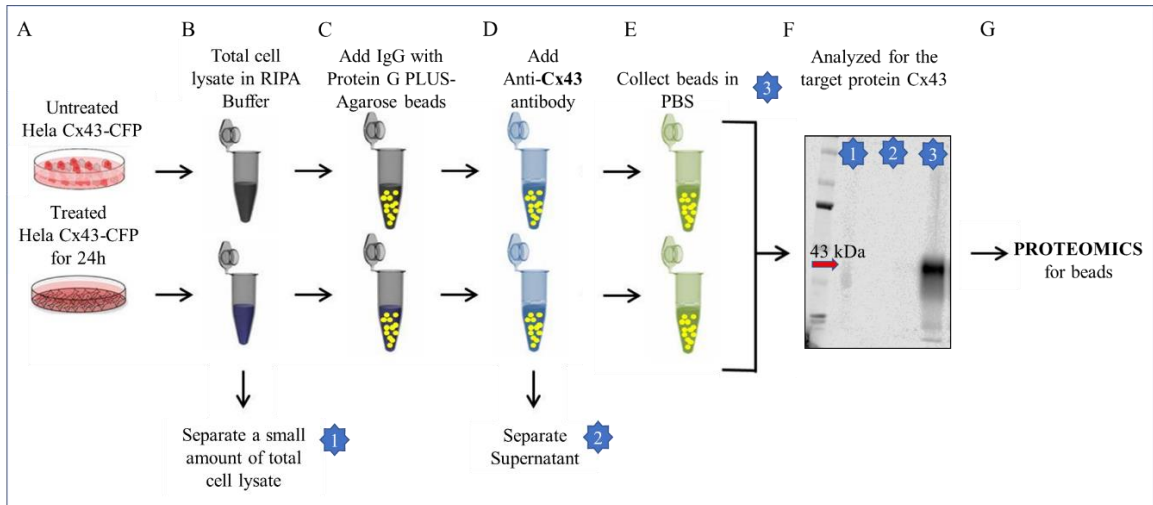 A
Untreated
Hela Cx43-CFP
Treated
Hela Cx43-CFP
for 24h
B
Total cell
lysate in RIPA
Buffer
Separate a small
amount of total
cell lysate
1
C
Add IgG with
Protein G PLUS-
Agarose beads
D
Add
Anti-Cx43
antibody
Separate
Supernatant
2
E
Collect beads in
PBS
3
F
Analyzed for the
target protein Cx43
1 2 3
43 kDa
G
PROTEOMICS
for beads